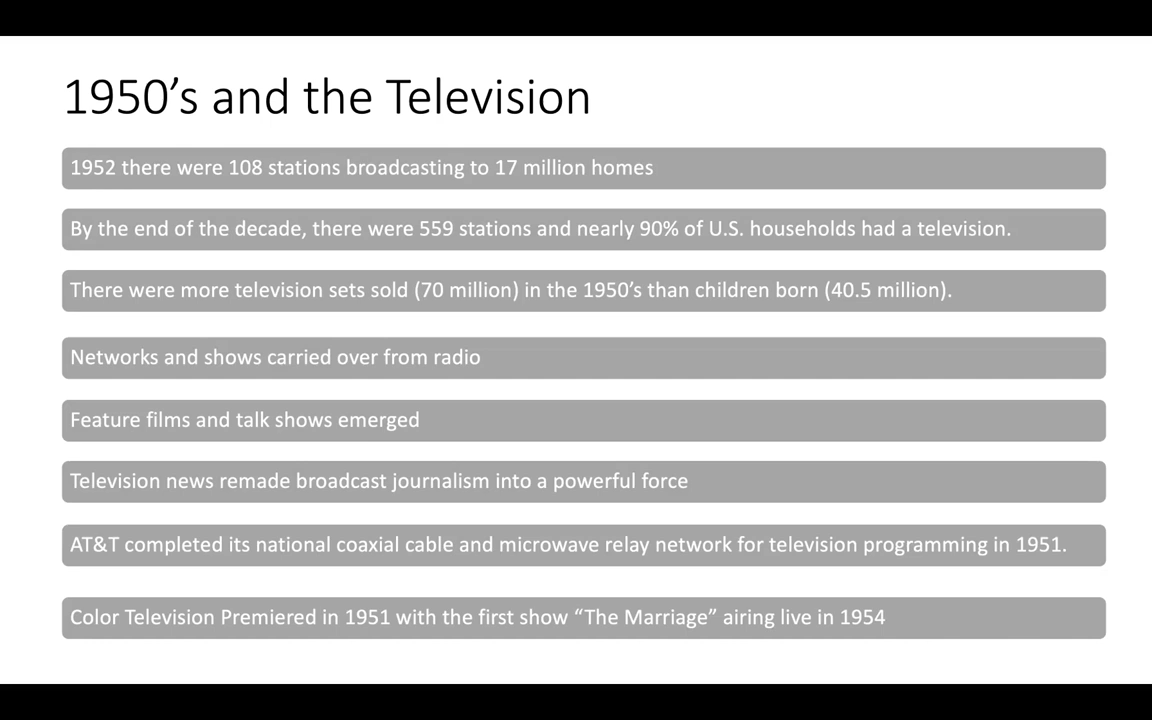 1950’s and the Television
1952 there were 108 stations broadcasting to 17 million homes
By the end of the decade, there were 559 stations and nearly 90% of U.S. households had a television.
There were more television sets sold (70 million) in the 1950’s than children born (40.5 million).
Networks and shows carried over from radio
Feature films and talk shows emerged
Television news remade broadcast journalism into a powerful force
AT&T completed its national coaxial cable and microwave relay network for television programming in 1951.
Color Television Premiered in 1951 with the first show “The Marriage” airing live in 1954